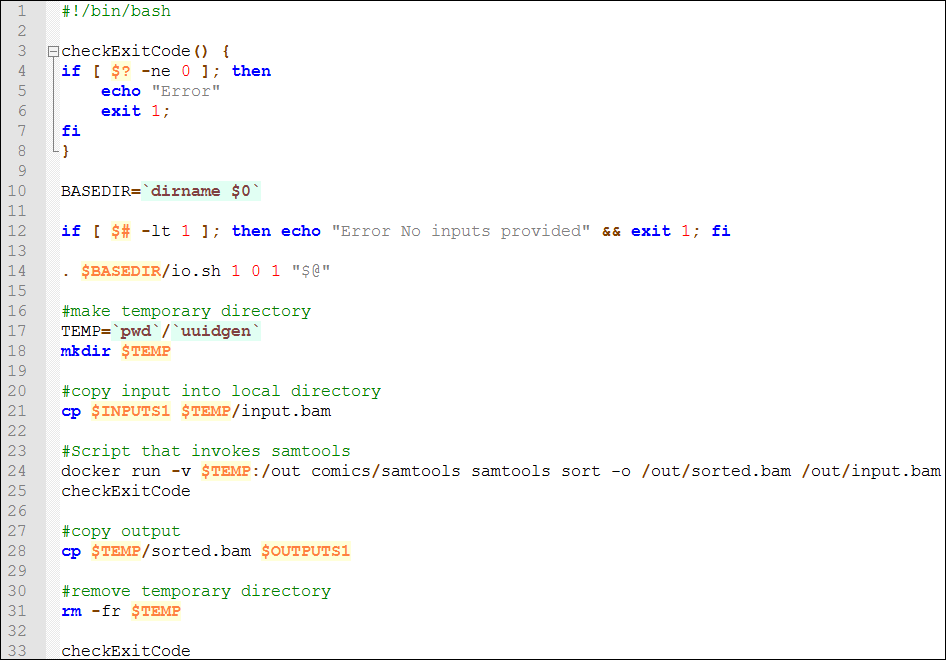 1 #!/bin/bash
2
3 checkExitCode() {
4 if [ $? -ne 0 ]; then
5     echo "Error"
6     exit 1;
7 fi
8 }
9
10 BASEDIR=`dirname $0`
11
12 if [ $# -lt 1 ]; then echo "Error No inputs provided" && exit 1; fi
13
14 . $BASEDIR/io.sh 1 0 1 "$@"
15
16 #make temporary directory
17 TEMP=`pwd`/`uuidgen`
18 mkdir $TEMP
19
20 #copy input into local directory
21 cp $INPUTS1 $TEMP/input.bam
22
23 #Script that invokes samtools
24 docker run -v $TEMP:/out comics/samtools samtools sort -o /out/sorted.bam /out/input.bam
25 checkExitCode
26
27 #copy output
28 cp $TEMP/sorted.bam $OUTPUTS1
29
30 #remove temporary directory
31 rm -fr $TEMP
32
33 checkExitCode